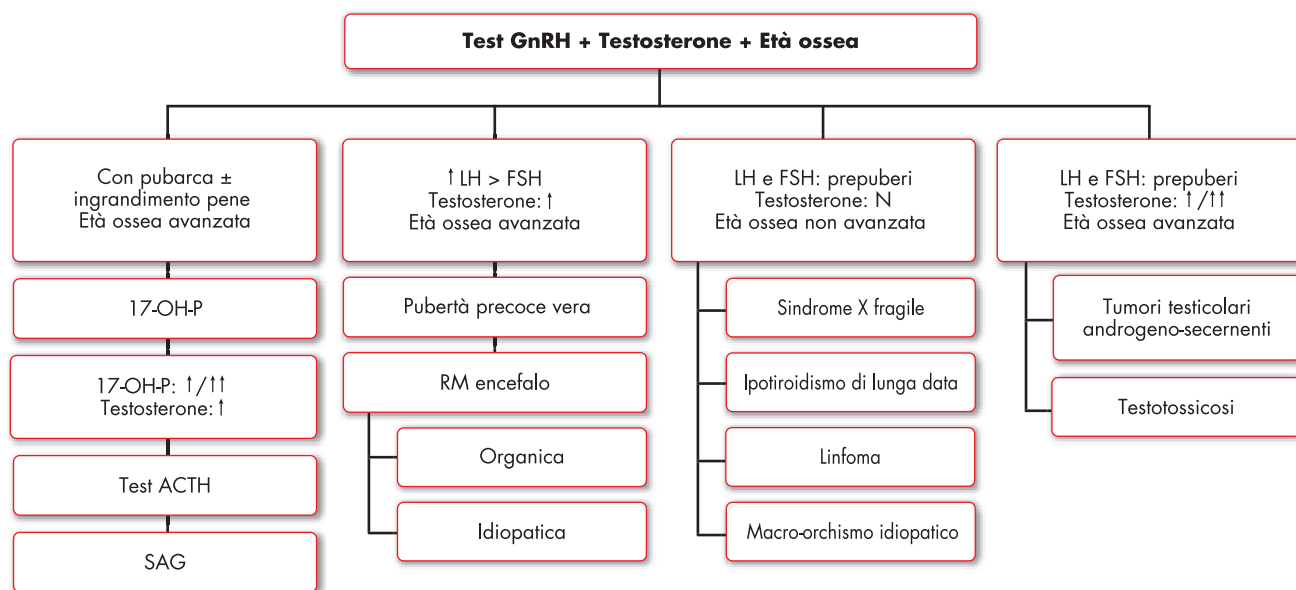 Test GnRH + Testosterone + Età ossea
Con pubarca ±
ingrandimento pene
Età ossea avanzata
17-OH-P
17-OH-P: ↑/↑↑
Testosterone: ↑
Test ACTH
SAG
↑ LH > FSH
Testosterone: ↑
Età ossea avanzata
Pubertà precoce vera
RM encefalo
Organica
Idiopatica
LH e FSH: prepuberi
Testosterone: N
Età ossea non avanzata
Sindrome X fragile
Ipotiroidismo di lunga data
Linfoma
Macro-orchismo idiopatico
LH e FSH: prepuberi
Testosterone: ↑/↑↑
Età ossea avanzata
Tumori testicolari
androgeno-secernenti
Testotossicosi